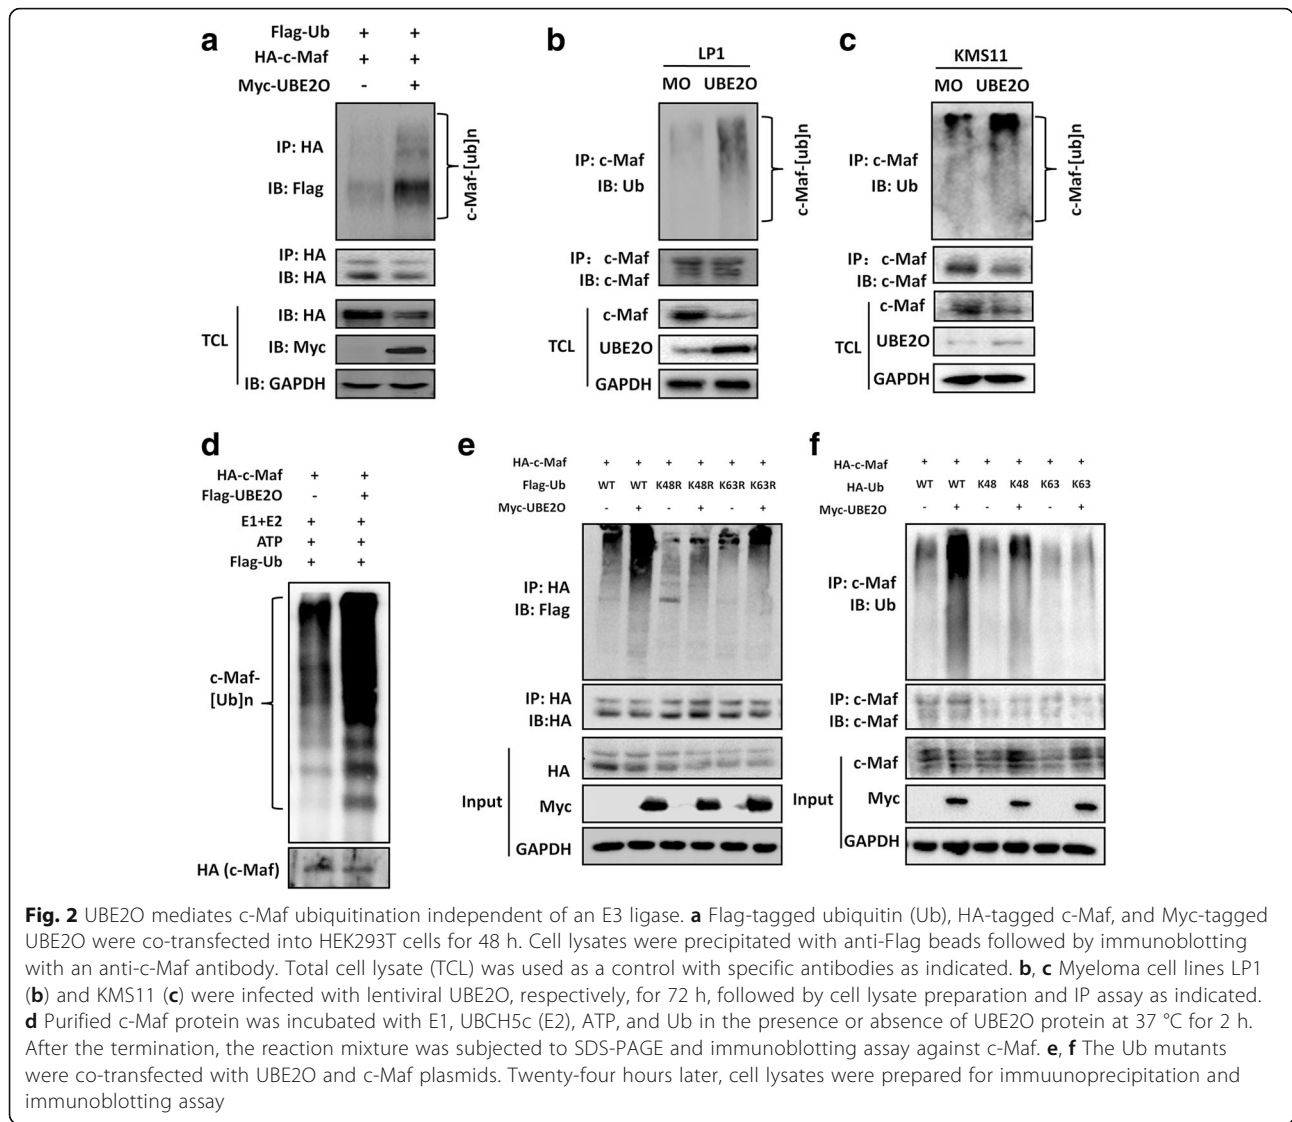 a
Flag-Ub + +
HA-c-Maf + +
Myc-UBE2O - +
IP: HA
IB: Flag
c-Maf-[ub]n
IP: HA
IB: HA
TCL
IB: HA
IB: Myc
IB: GAPDH
b
LP1
MO UBE2O
IP: c-Maf
IB: Ub
c-Maf-[ub]n
IP: c-Maf
IB: c-Maf
TCL
c-Maf
UBE2O
GAPDH
c
KMS11
MO UBE2O
IP: c-Maf
IB: Ub
c-Maf-[ub]n
IP: c-Maf
IB: c-Maf
TCL
c-Maf
UBE2O
GAPDH
d
HA-c-Maf + +
Flag-UBE2O - +
E1+E2 + +
ATP + +
Flag-Ub + +
c-Maf-
[Ub]n
HA (c-Maf)
e
HA-c-Maf + + + + + +
Flag-Ub WT WT K48R K48R K63R K63R
Myc-UBE2O - + - + - +
IP: HA
IB: Flag
IP: HA
IB:HA
Input
HA
Myc
GAPDH
f
HA-c-Maf + + + + + +
HA-Ub WT WT K48 K48 K63 K63
Myc-UBE2O - + - + - +
IP: c-Maf
IB: Ub
IP: c-Maf
IB: c-Maf
Input
c-Maf
Myc
GAPDH
Fig. 2 UBE2O mediates c-Maf ubiquitination independent of an E3 ligase. a Flag-tagged ubiquitin (Ub), HA-tagged c-Maf, and Myc-tagged
UBE2O were co-transfected into HEK293T cells for 48 h. Cell lysates were precipitated with anti-Flag beads followed by immunoblotting
with an anti-c-Maf antibody. Total cell lysate (TCL) was used as a control with specific antibodies as indicated. b, c Myeloma cell lines LP1
(b) and KMS11 (c) were infected with lentiviral UBE2O, respectively, for 72 h, followed by cell lysate preparation and IP assay as indicated.
d Purified c-Maf protein was incubated with E1, UBCH5c (E2), ATP, and Ub in the presence or absence of UBE2O protein at 37 °C for 2 h.
After the termination, the reaction mixture was subjected to SDS-PAGE and immunoblotting assay against c-Maf. e, f The Ub mutants
were co-transfected with UBE2O and c-Maf plasmids. Twenty-four hours later, cell lysates were prepared for immuunoprecipitation and
immunoblotting assay